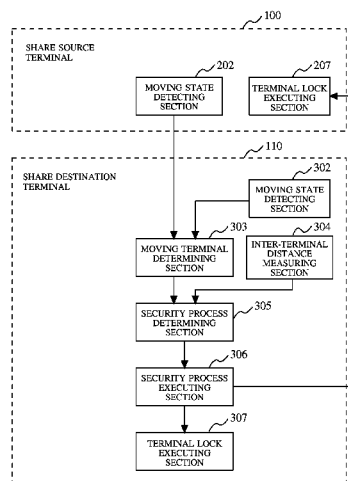 100
SHARE SOURCE
TERMINAL
202
MOVING STATE
DETECTING
SECTION
207
TERMINAL LOCK
EXECUTING
SECTION
110
SHARE DESTINATION
TERMINAL
302
MOVING STATE
DETECTING
SECTION
303
MOVING TERMINAL
DETERMINING
SECTION
304
INTER-TERMINAL
DISTANCE
MEASURING
SECTION
305
SECURITY PROCESS
DETERMINING
SECTION
306
SECURITY PROCESS
EXECUTING
SECTION
307
TERMINAL LOCK
EXECUTING
SECTION